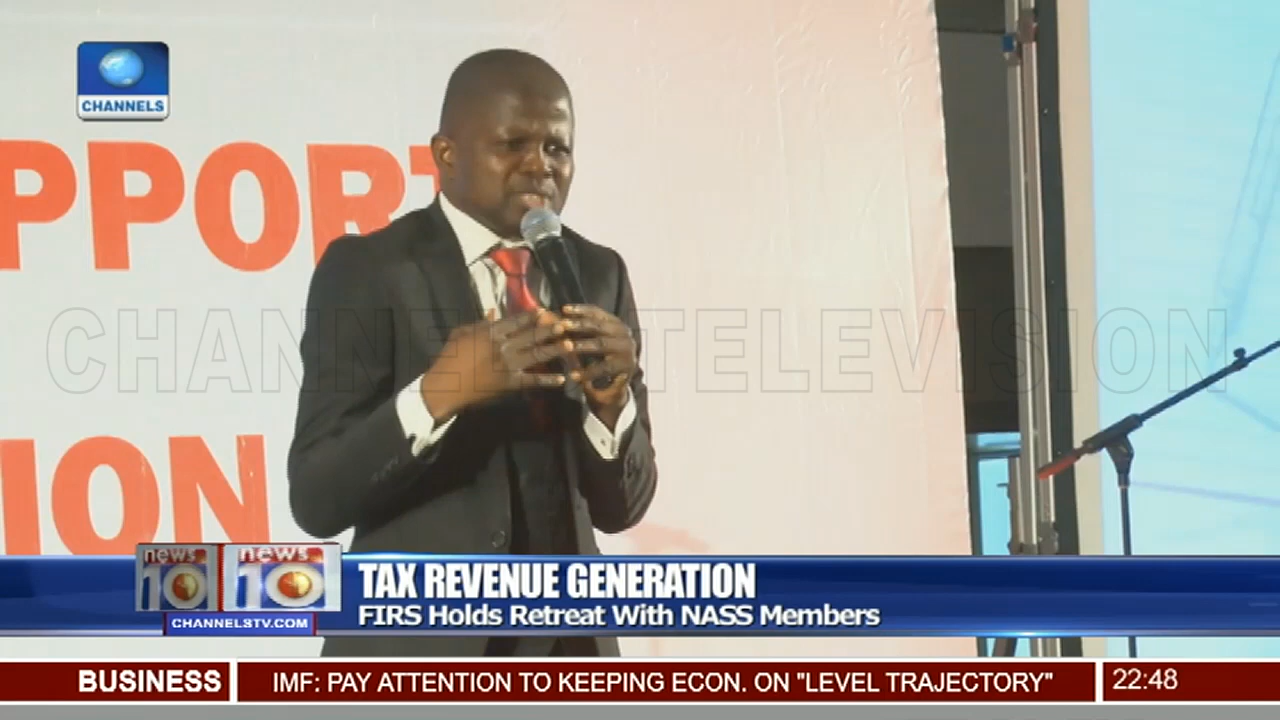 CHANNELS
PPORT
CHANNELS TELEVISION
ION
news
10
news
10
TAX REVENUE GENERATION
FIRS Holds Retreat With NASS Members
CHANNELSTV.COM
BUSINESS
IMF: PAY ATTENTION TO KEEPING ECON. ON "LEVEL TRAJECTORY"
22:48